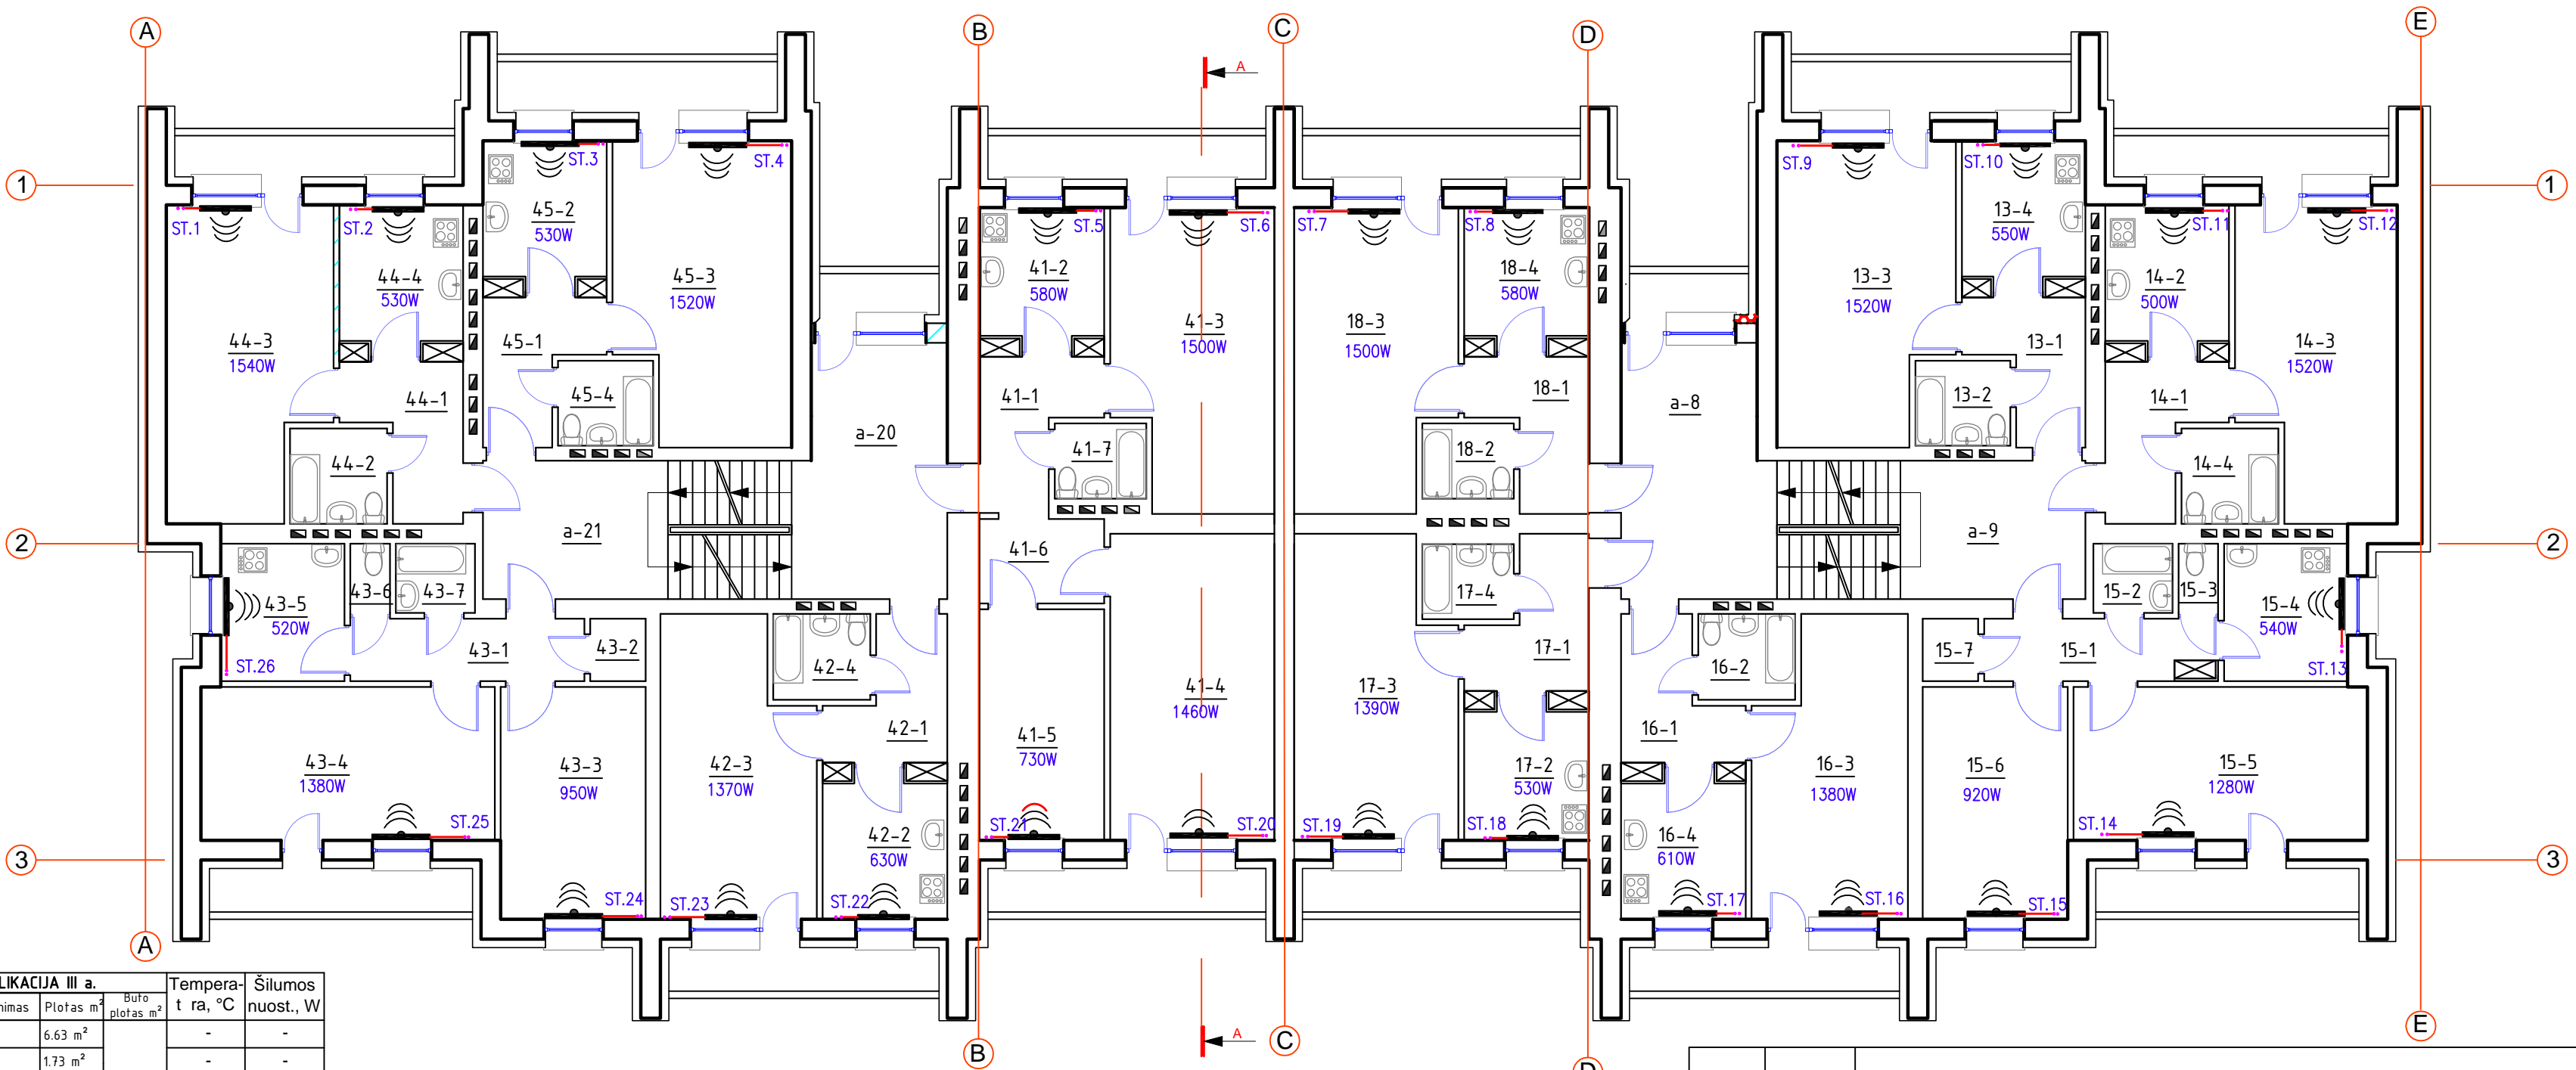 A
B
C
D
E
A
1
1
ST.1
ST.2
ST.3
ST.4
ST.5
ST.6
ST.7
ST.8
ST.9
ST.10
ST.11
ST.12
45-2
530W
44-4
530W
45-3
1520W
41-2
580W
18-4
580W
13-4
550W
13-3
1520W
14-2
500W
44-3
1540W
45-1
41-3
1500W
18-3
1500W
13-1
14-3
1520W
44-1
45-4
41-1
18-1
a-8
13-2
14-1
a-20
44-2
41-7
18-2
14-4
2
a-21
41-6
a-9
2
43-5
520W
43-6
43-7
17-4
15-2
15-3
15-4
540W
ST.26
43-1
43-2
42-4
17-1
16-2
15-7
15-1
ST.13
41-4
1460W
17-3
1390W
43-4
1380W
43-3
950W
42-3
1370W
42-1
41-5
730W
17-2
530W
16-1
16-3
1380W
15-6
920W
15-5
1280W
ST.25
42-2
630W
ST.21
ST.20
ST.19
ST.18
16-4
610W
ST.14
3
3
ST.24
ST.23
ST.22
ST.17
ST.16
ST.15
A
B
A
C
D
E
LIKACIJA III a.
Tempera-
t ra, °C
Šilumos
nuost., W
nimas
Plotas m²
Buto
plotas m²
6.63 m²
-
-
1.73 m²
-
-